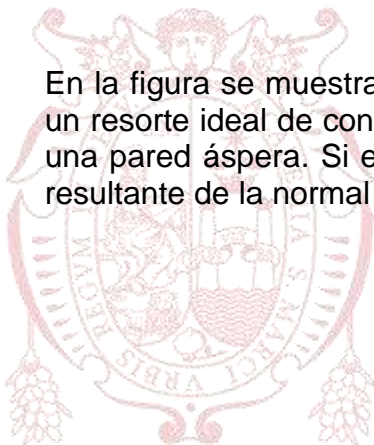 En la figura se muestra
un resorte ideal de con
una pared áspera. Si e
resultante de la normal